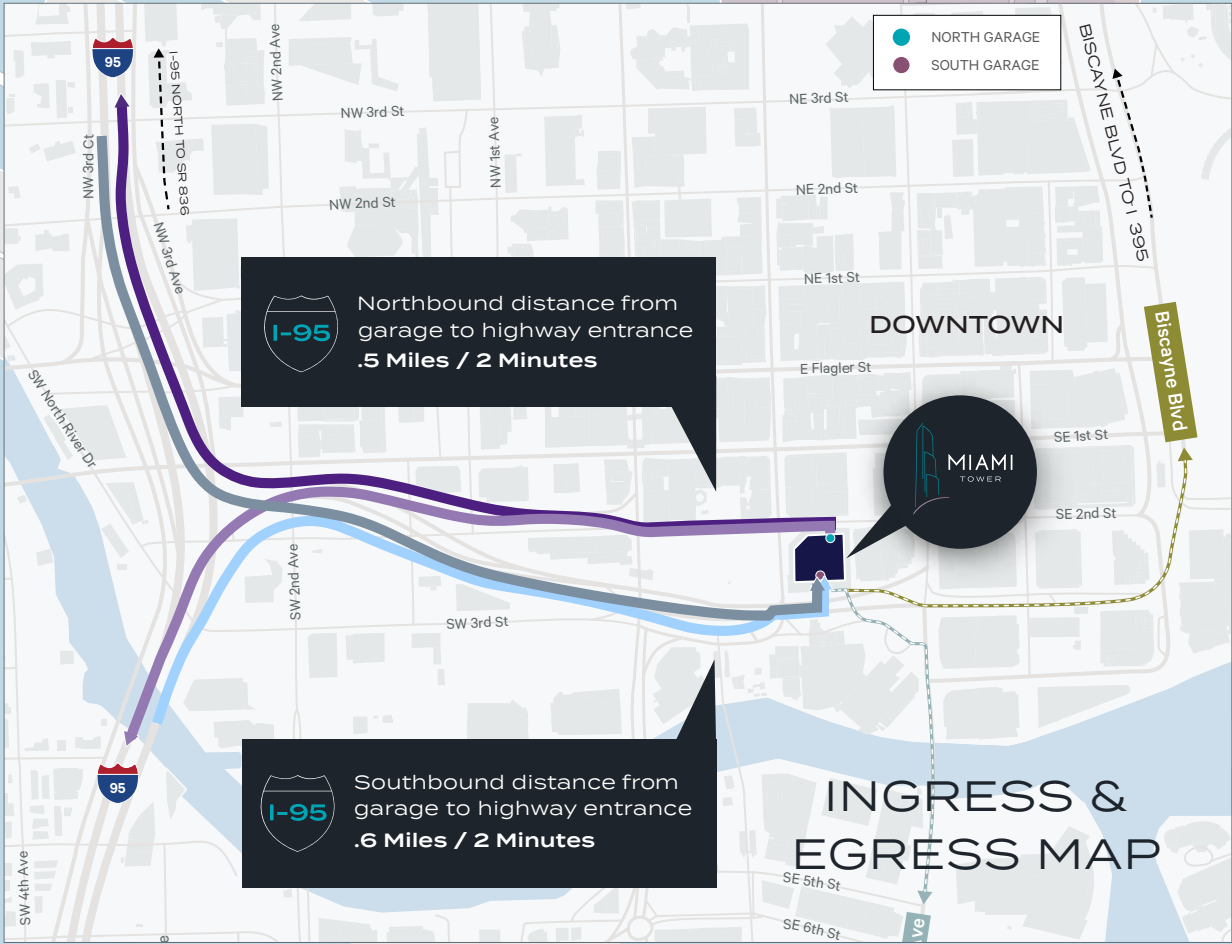 NORTH GARAGE
SOUTH GARAGE
95
I-95 NORTH TO SR 836
NW 2nd Ave
NW 3rd Ct
NW 3rd St
NW 1st Ave
NE 3rd St
BISCAYNE BLVD TO I 395
NW 2nd St
NE 2nd St
NW 3rd Ave
NE 1st St
I-95
Northbound distance from
garage to highway entrance
.5 Miles / 2 Minutes
DOWNTOWN
Biscayne Blvd
E Flagler St
SW North River Dr
SE 1st St
MIAMI
TOWER
SE 2nd St
SW 2nd Ave
SW 3rd St
95
I-95
Southbound distance from
garage to highway entrance
.6 Miles / 2 Minutes
INGRESS &
EGRESS MAP
SW 4th Ave
SE 5th St
SE 6th St